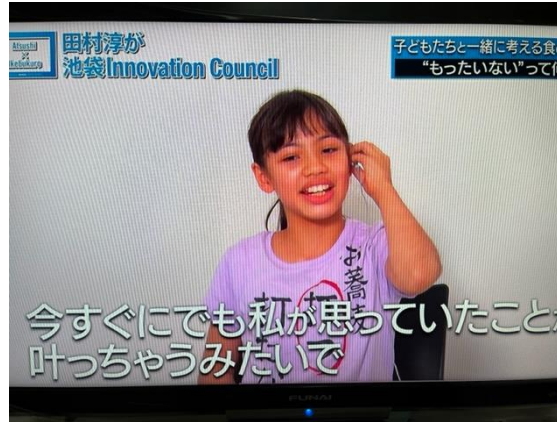 Atsushi
×
Ikebukuro
田村淳が
池袋Innovation Council
子どもたちと一緒に考える食
“もったいない”って
お蕎麦
今すぐにでも私が思っていたこと
叶っちゃうみたいで
FUNAI